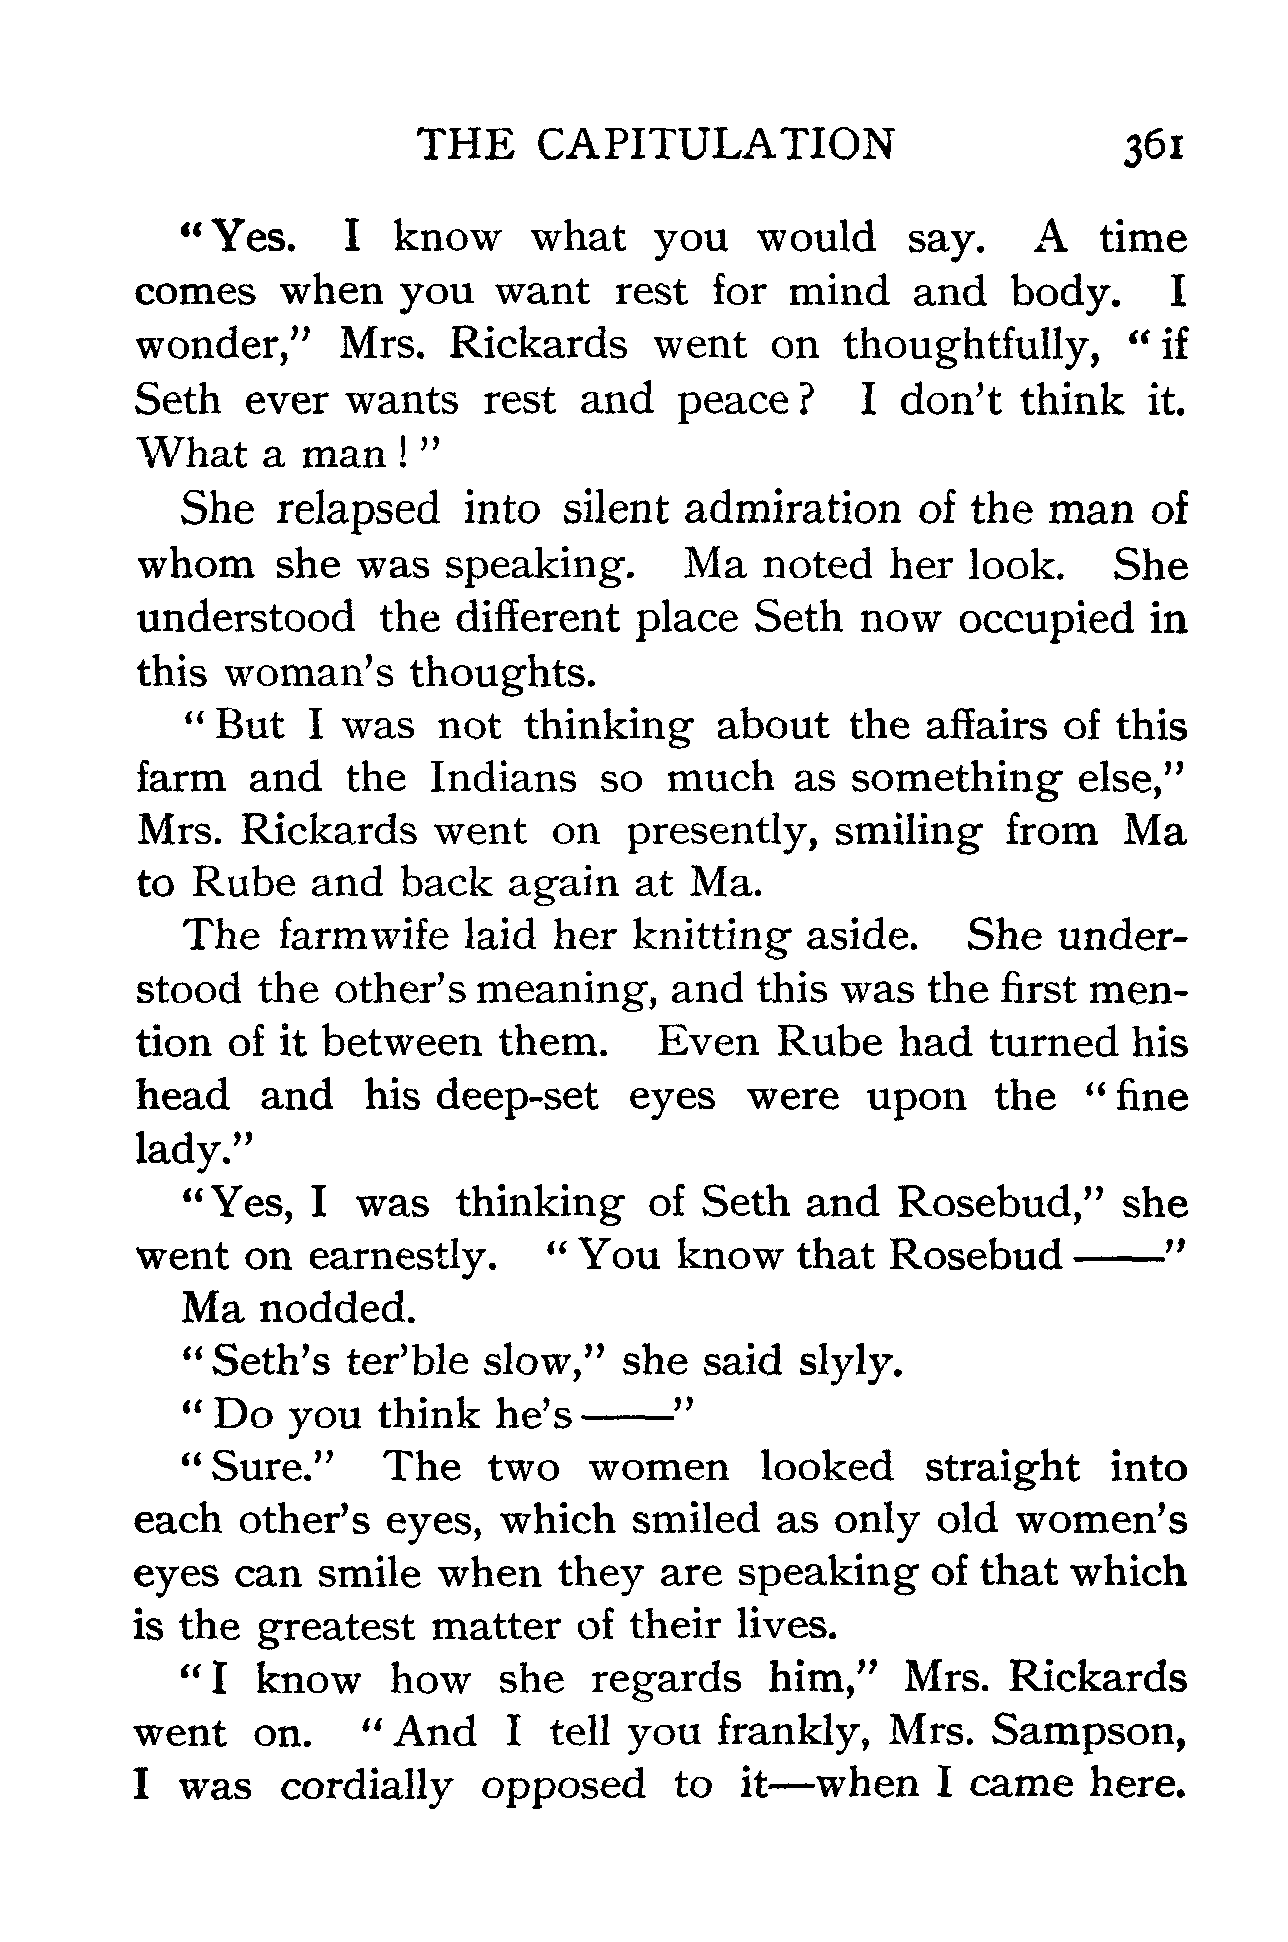 THE CAPITULATION 361
"Yes. I know what you would say. A time
comes when you want rest for mind and body. I
wonder," Mrs. Rickards went on thoughtfully, "if
Seth ever wants rest and peace? I don't think it.
What a man!"
She relapsed into silent admiration of the man of
whom she was speaking. Ma noted her look. She
understood the different place Seth now occupied in
this woman's thoughts.
"But I was not thinking about the affairs of this
farm and the Indians so much as something else,"
Mrs. Rickards went on presently, smiling from Ma
to Rube and back again at Ma.
The farmwife laid her knitting aside. She under-
stood the other's meaning, and this was the first men-
tion of it between them. Even Rube had turned his
head and his deep-set eyes were upon the "fine
lady."
"Yes, I was thinking of Seth and Rosebud," she
went on earnestly. "You know that Rosebud——"
Ma nodded.
"Seth's ter'ble slow," she said slyly.
"Do you think he's——"
"Sure." The two women looked straight into
each other's eyes, which smiled as only old women's
eyes can smile when they are speaking of that which
is the greatest matter of their lives.
"I know how she regards him," Mrs. Rickards
went on. "And I tell you frankly, Mrs. Sampson,
I was cordially opposed to it—when I came here.